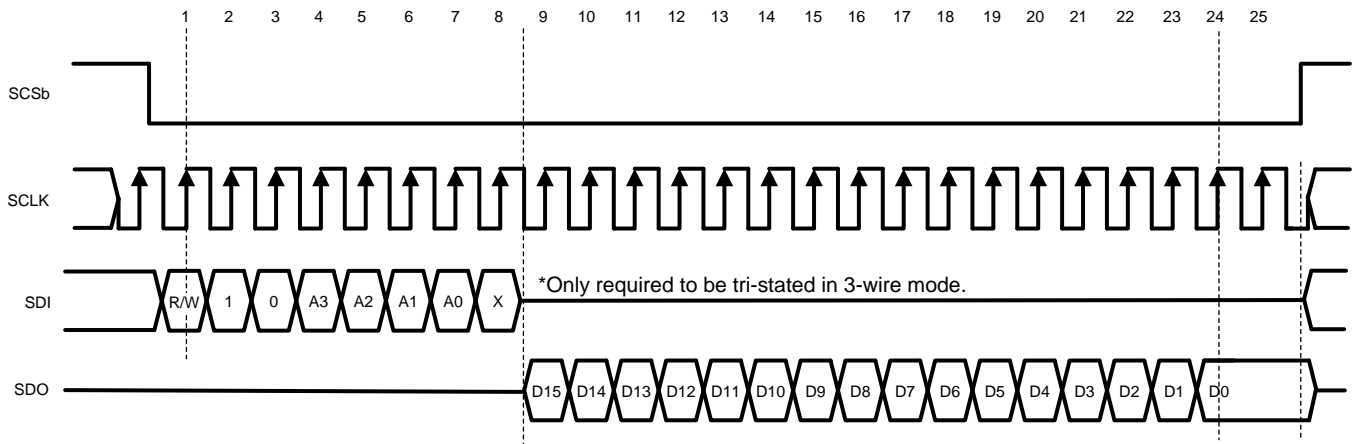 1 2 3 4 5 6 7 8 9 10 11 12 13 14 15 16 17 18 19 20 21 22 23 24 25
SCSb
SCLK
*Only required to be tri-stated in 3-wire mode.
SDI R/W 1 0 A3 A2 A1 A0 X
SDO D15 D14 D13 D12 D11 D10 D9 D8 D7 D6 D5 D4 D3 D2 D1 D0